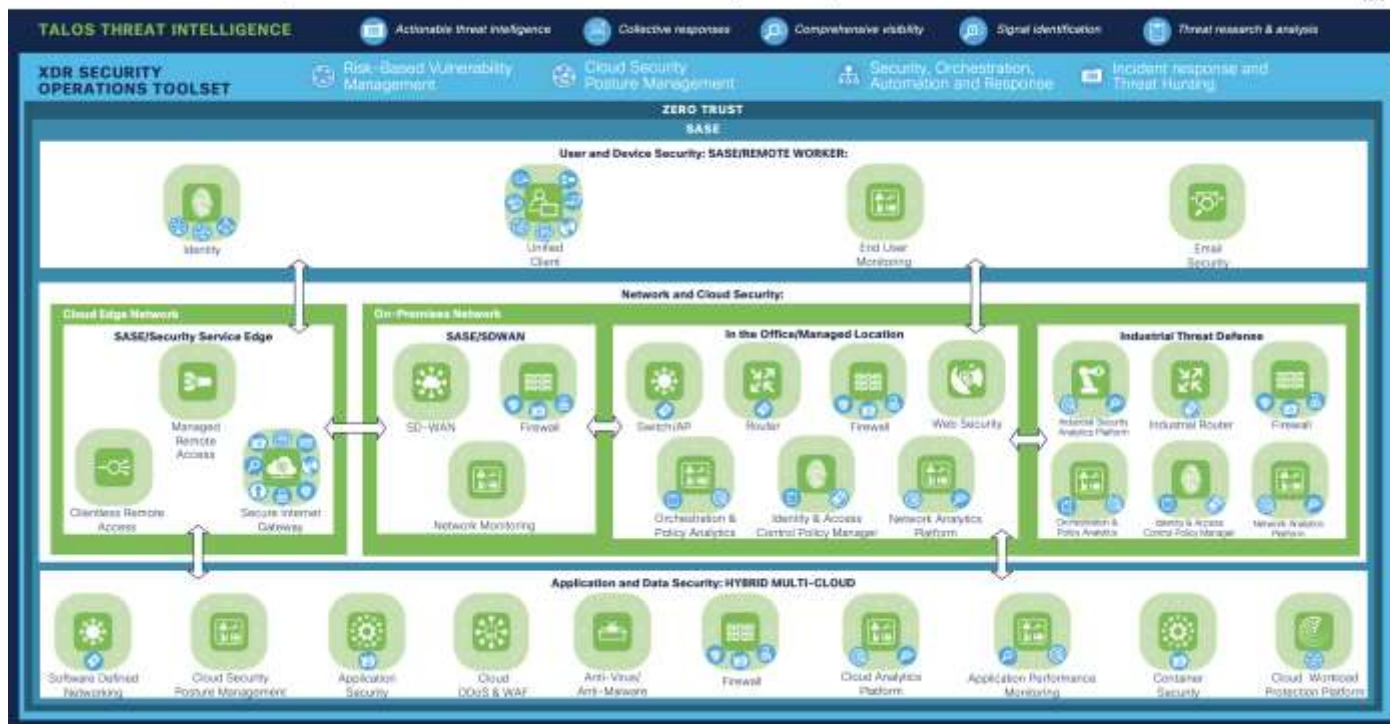 TALOS THREAT INTELLIGENCE
Actionable threat intelligence
Collective responses
Comprehensive visibility
Signal identification
Threat research & analysis
XDR SECURITY
OPERATIONS TOOLSET
Risk-Based Vulnerability
Management
Cloud Security
Posture Management
Security, Orchestration,
Automation and Response
Incident response and
Threat Hunting
ZERO TRUST
SASE
User and Device Security: SASE/REMOTE WORKER:
Identity
Unified
Client
End User
Monitoring
Email
Security
Network and Cloud Security:
Cloud Edge Network
SASE/Security Service Edge
Managed
Remote
Access
Clientless Remote
Access
Secure Internet
Gateway
On-Premises Network
SASE/SDWAN
SD-WAN
Firewall
Network Monitoring
In the Office/Managed Location
Switch/AP
Router
Firewall
Web Security
Orchestration &
Policy Analytics
Identity & Access
Control Policy Manager
Network Analytics
Platform
Industrial Threat Defense
Industrial Security
Analytics Platform
Industrial Router
Firewall
Orchestration &
Policy Analytics
Identity & Access
Control Policy Manager
Network Analytics
Platform
Application and Data Security: HYBRID MULTI-CLOUD
Software Defined
Networking
Cloud Security
Posture Management
Application
Security
Cloud
DDoS & WAF
Anti-Virus/
Anti-Malware
Firewall
Cloud Analytics
Platform
Application Performance
Monitoring
Container
Security
Cloud Workload
Protection Platform